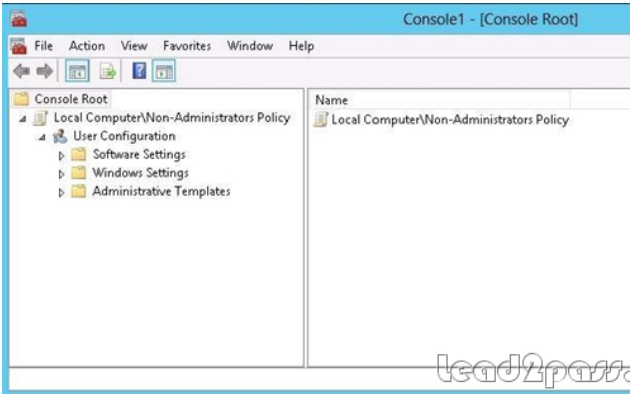 Console1 - [Console Root]
File Action View Favorites Window Help
Console Root
Local Computer\Non-Administrators Policy
User Configuration
Software Settings
Windows Settings
Administrative Templates
Name
Local Computer\Non-Administrators Policy
Lead2pass.